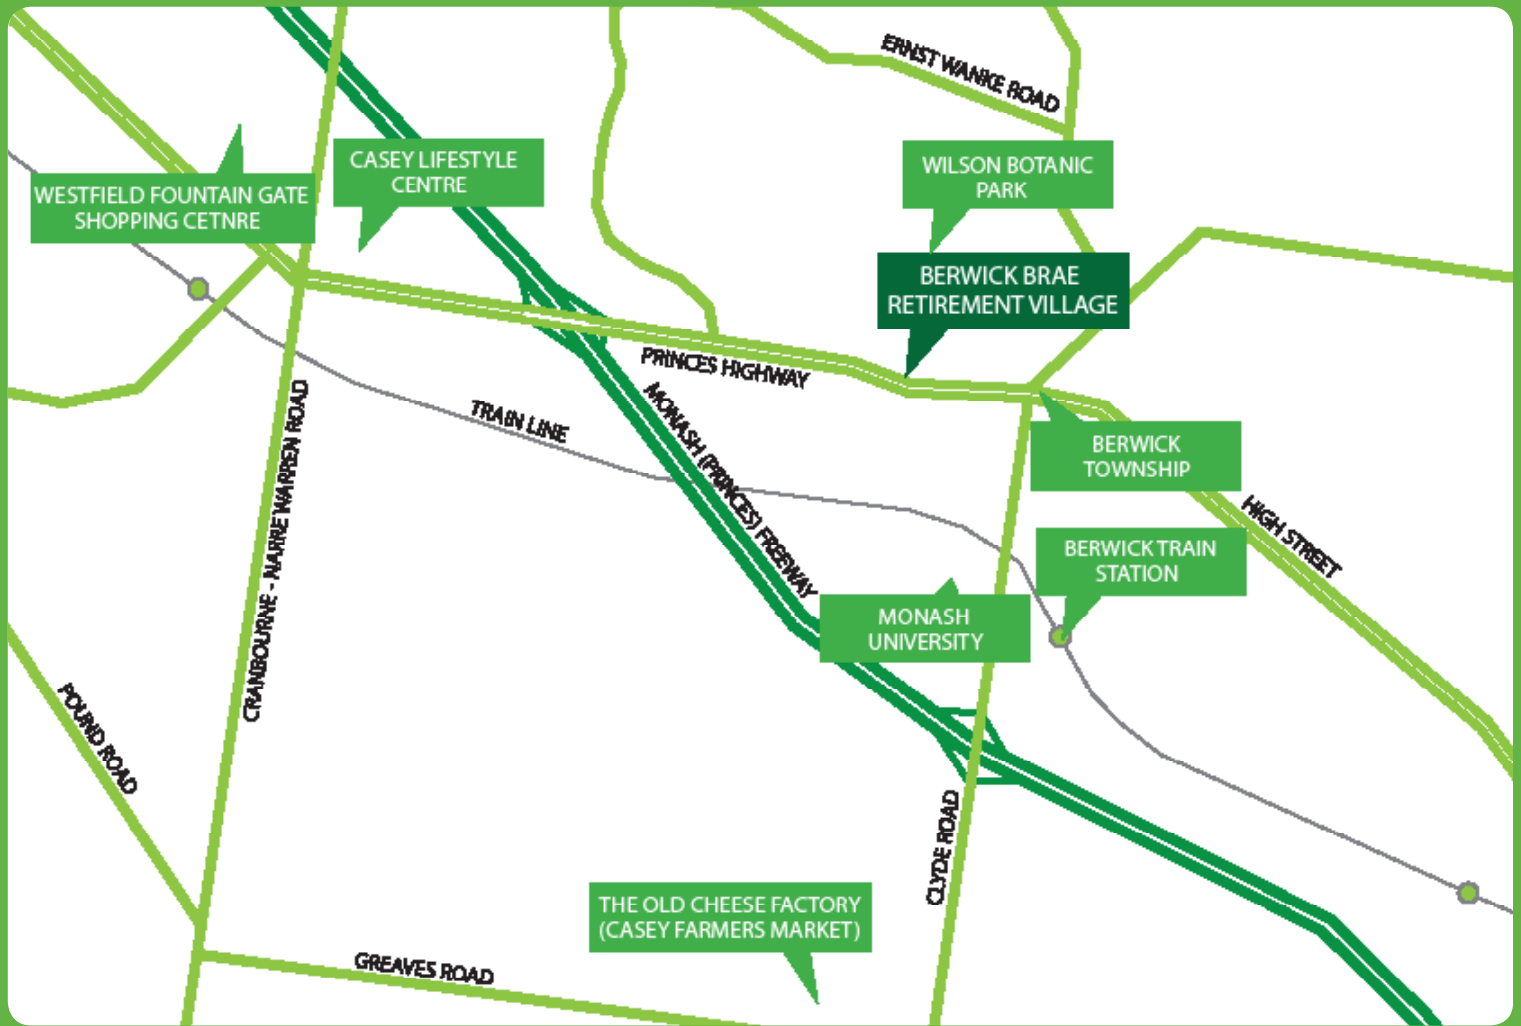 ERNST WANKE ROAD
CASEY LIFESTYLE
CENTRE
WILSON BOTANIC
PARK
WESTFIELD FOUNTAIN GATE
SHOPPING CETNRE
BERWICK BRAE
RETIREMENT VILLAGE
PRINCES HIGHWAY
TRAIN LINE
MONASH (PRINCES) FREEWAY
CRANBOURNE - NARRE WARREN ROAD
BERWICK
TOWNSHIP
HIGH STREET
BERWICK TRAIN
STATION
MONASH
UNIVERSITY
POUND ROAD
CLYDE ROAD
THE OLD CHEESE FACTORY
(CASEY FARMERS MARKET)
GREAVES ROAD